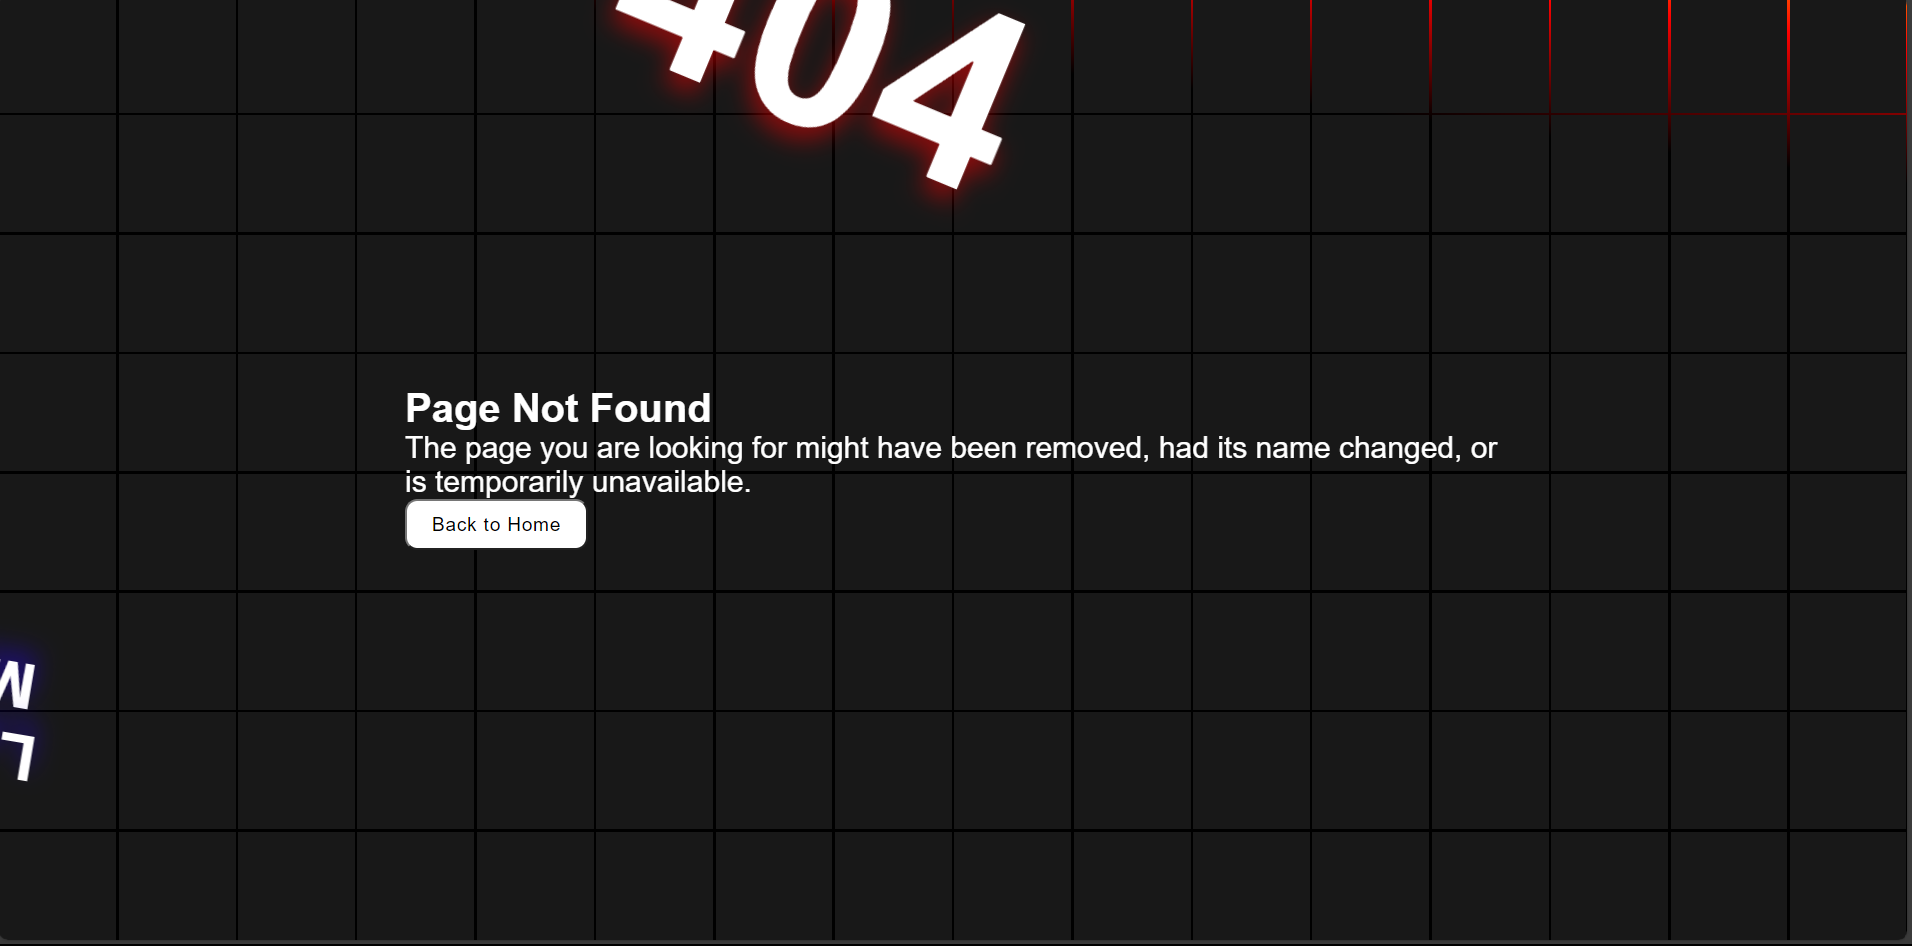 404
Page Not Found
The page you are looking for might have been removed, had its name changed, or
is temporarily unavailable.
Back to Home